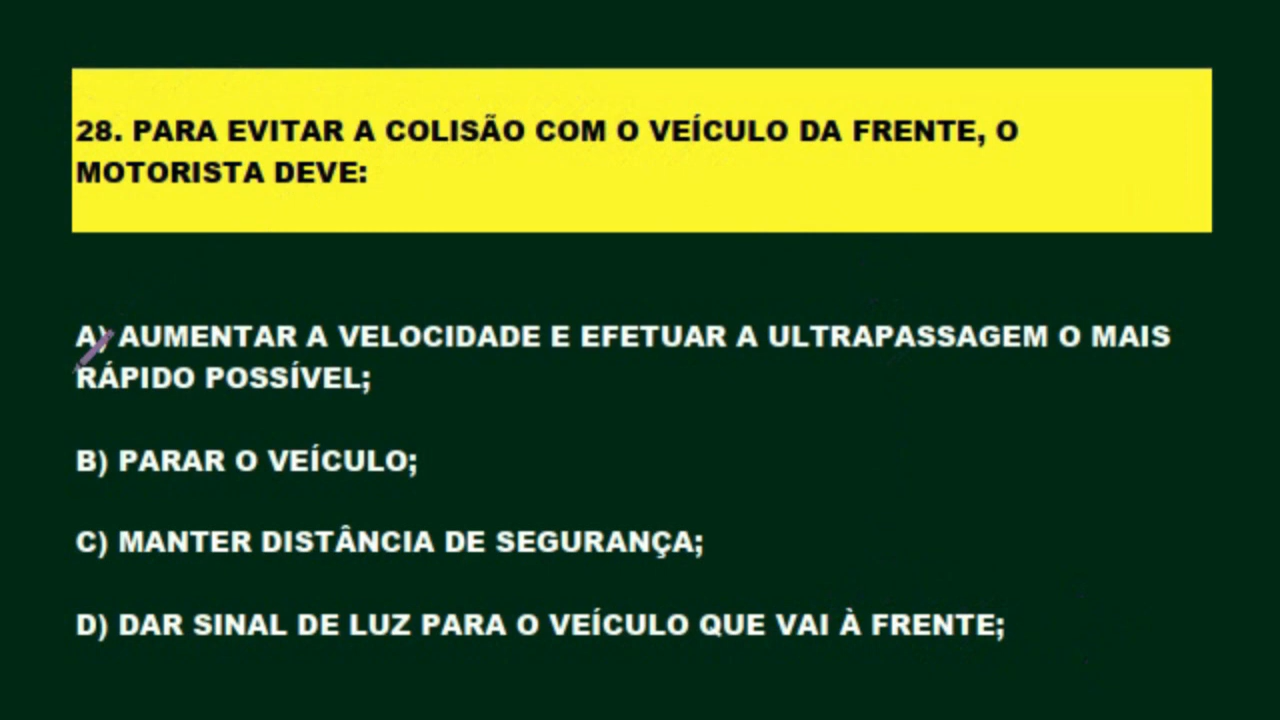 28. PARA EVITAR A COLISÃO COM O VEÍCULO DA FRENTE, O
MOTORISTA DEVE:
A) AUMENTAR A VELOCIDADE E EFETUAR A ULTRAPASSAGEM O MAIS
RÁPIDO POSSÍVEL;
B) PARAR O VEÍCULO;
C) MANTER DISTÂNCIA DE SEGURANÇA;
D) DAR SINAL DE LUZ PARA O VEÍCULO QUE VAI À FRENTE;